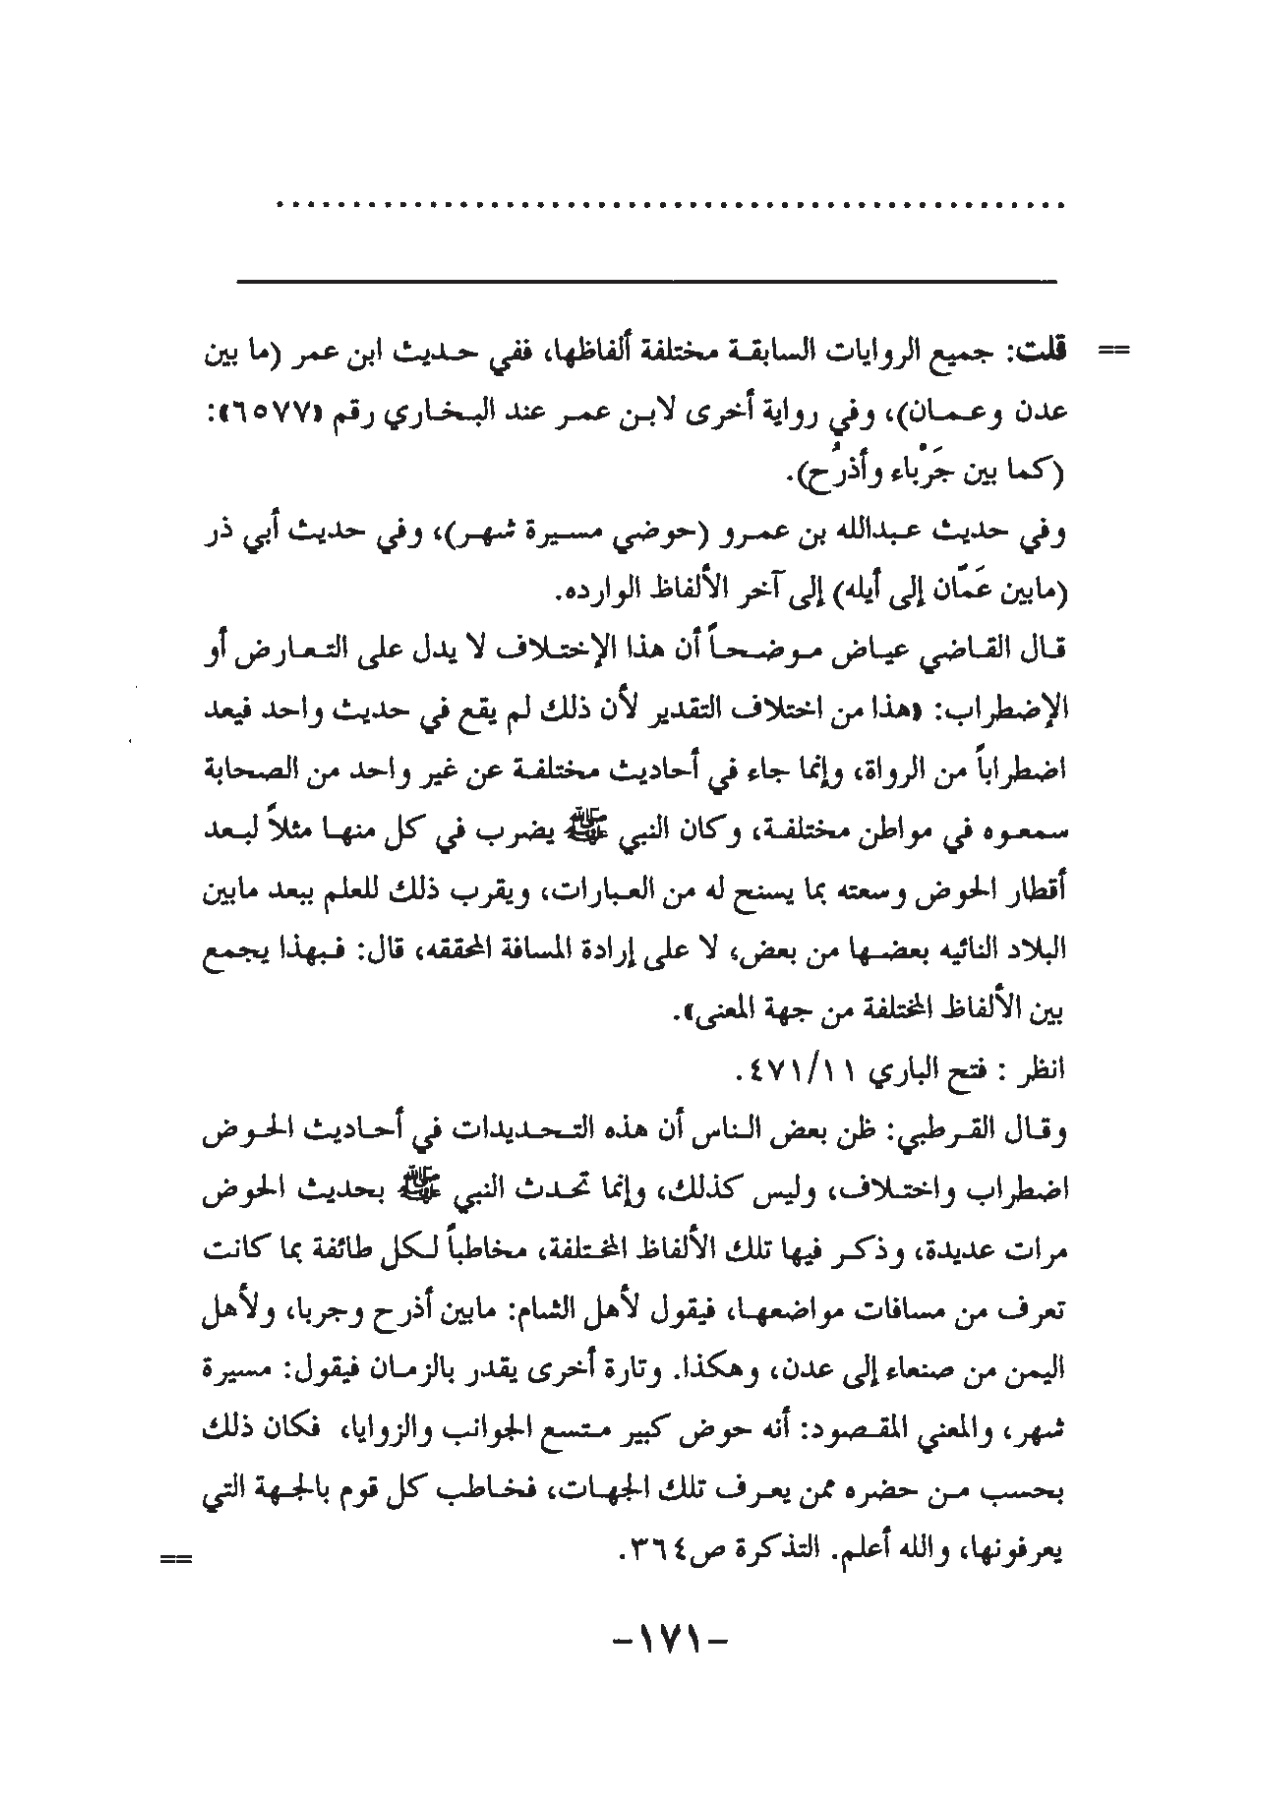 ..................................................
== قلت: جميع الروايات السابقة مختلفة ألفاظها، ففي حديث ابن عمر (ما بين
عدن وعمان)، وفي رواية أخرى لابن عمر عند البخاري رقم «٦٥٧٧»:
(كما بين جَرْباء وأذرُح).
وفي حديث عبدالله بن عمرو (حوضي مسيرة شهر)، وفي حديث أبي ذر
(مابين عَمّان إلى أيله) إلى آخر الألفاظ الوارده.
قال القاضي عياض موضحاً أن هذا الإختلاف لا يدل على التعارض أو
الإضطراب: «هذا من اختلاف التقدير لأن ذلك لم يقع في حديث واحد فيعد
اضطراباً من الرواة، وإنما جاء في أحاديث مختلفة عن غير واحد من الصحابة
سمعوه في مواطن مختلفة، وكان النبي ﷺ يضرب في كل منها مثلاً لبعد
أقطار الحوض وسعته بما يسنح له من العبارات، ويقرب ذلك للعلم ببعد مابين
البلاد النائيه بعضها من بعض، لا على إرادة المسافة المحققه، قال: فبهذا يجمع
بين الألفاظ المختلفة من جهة المعنى».
انظر : فتح الباري ٤٧١/١١.
وقال القرطبي: ظن بعض الناس أن هذه التحديدات في أحاديث الحوض
اضطراب واختلاف، وليس كذلك، وإنما تحدث النبي ﷺ بحديث الحوض
مرات عديدة، وذكر فيها تلك الألفاظ المختلفة، مخاطباً لكل طائفة بما كانت
تعرف من مسافات مواضعها، فيقول لأهل الشام: مابين أذرح وجربا، ولأهل
اليمن من صنعاء إلى عدن، وهكذا. وتارة أخرى يقدر بالزمان فيقول: مسيرة
شهر، والمعني المقصود: أنه حوض كبير متسع الجوانب والزوايا، فكان ذلك
بحسب من حضره ممن يعرف تلك الجهات، فخاطب كل قوم بالجهة التي
يعرفونها، والله أعلم. التذكرة ص٣٦٤. ==
-١٧١-